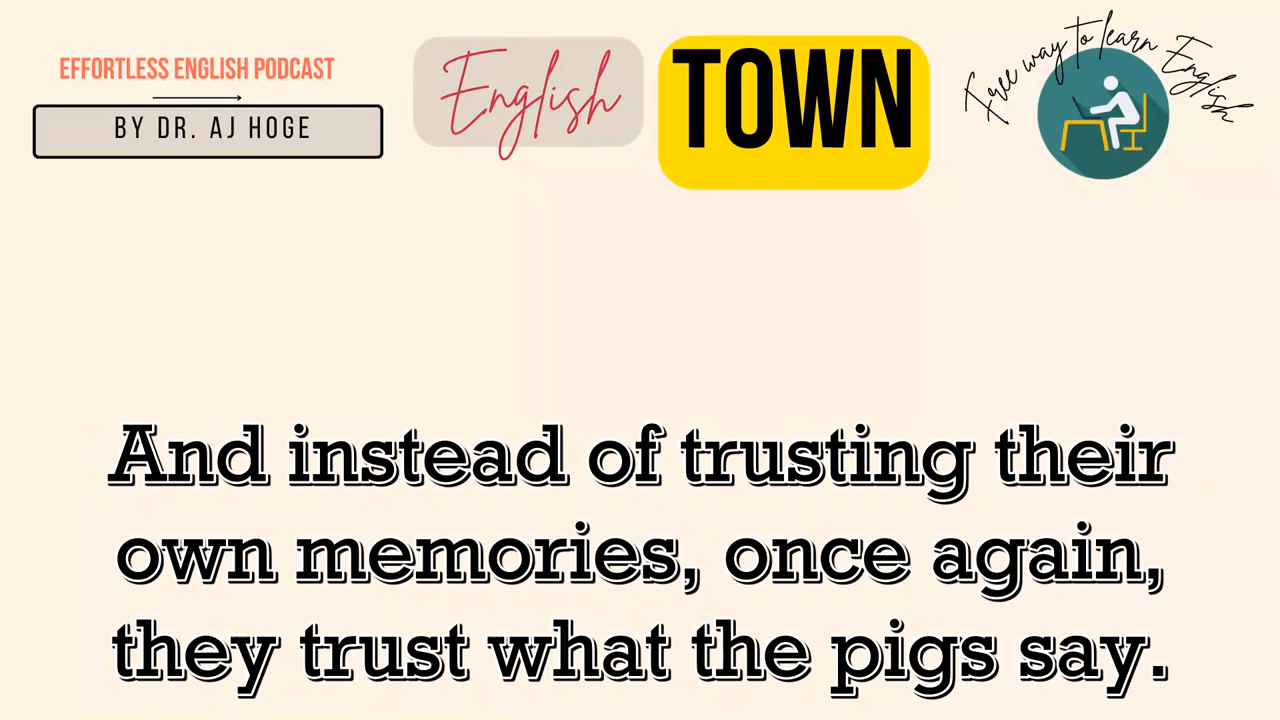 EFFORTLESS ENGLISH PODCAST
BY DR. AJ HOGE
English
TOWN
Free way to learn English
And instead of trusting their
own memories, once again,
they trust what the pigs say.